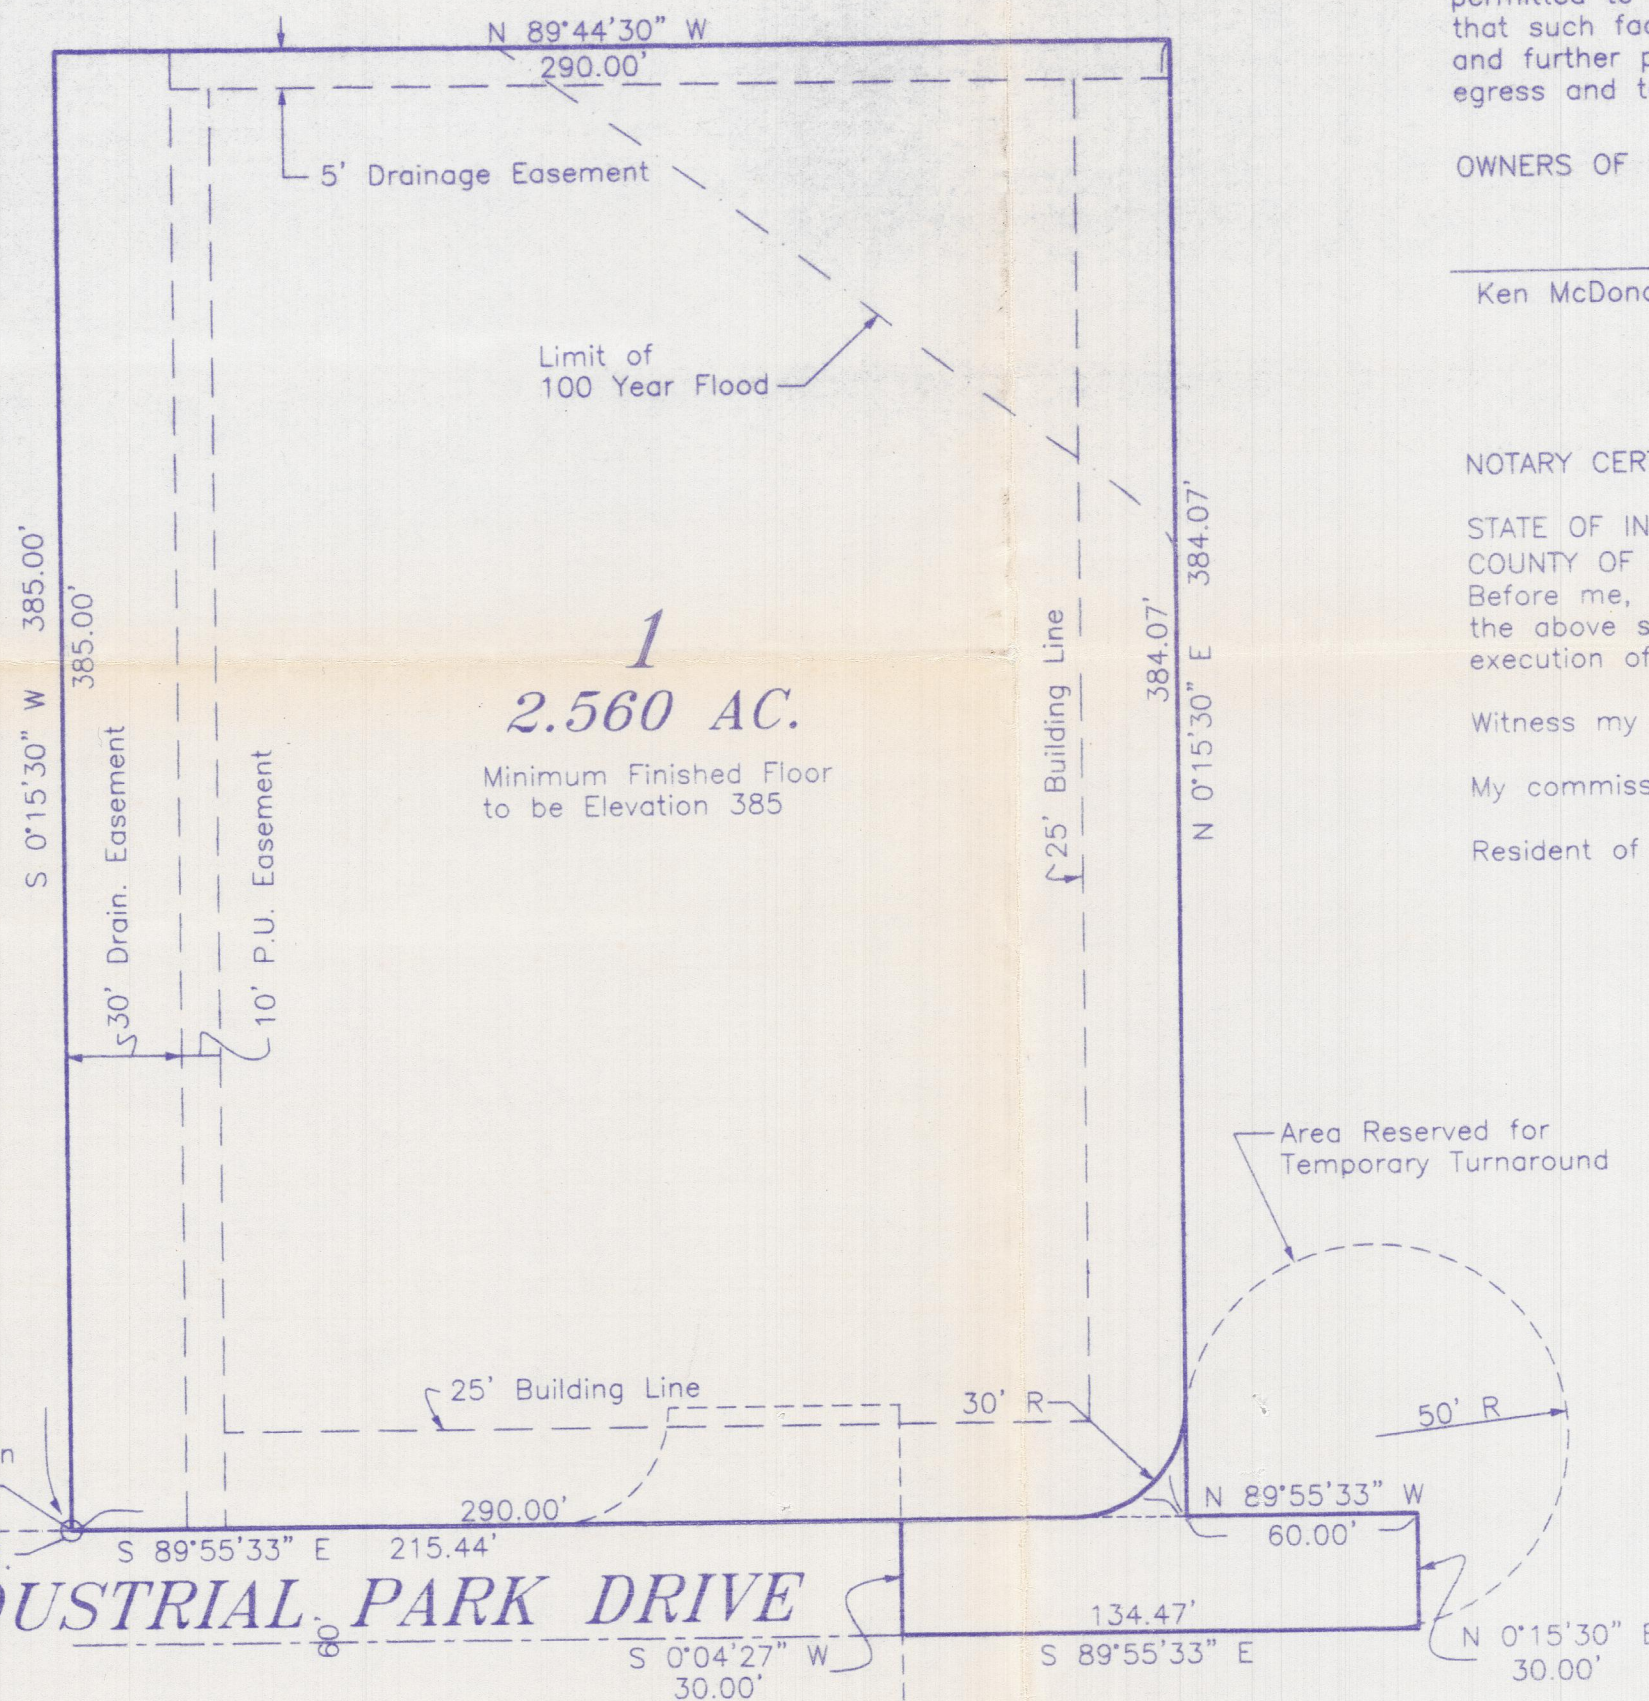 N 89°44'30" W
290.00'
5' Drainage Easement
Limit of
100 Year Flood
S 0°15'30" W 385.00'
385.00'
1
2.560 AC.
Minimum Finished Floor
to be Elevation 385
30' Drain. Easement
10' P.U. Easement
25' Building Line
384.07'
N 0°15'30" E 384.07'
Area Reserved for
Temporary Turnaround
25' Building Line
30' R
50' R
290.00'
S 89°55'33" E 215.44'
N 89°55'33" W
60.00'
DUSTRIAL PARK DRIVE
60'
134.47'
S 89°55'33" E
S 0°04'27" W
30.00'
N 0°15'30" E
30.00'
n
permitted to
that such fac
and further p
egress and t
OWNERS OF
Ken McDona
NOTARY CERT
STATE OF IN
COUNTY OF
Before me,
the above s
execution of
Witness my
My commiss
Resident of